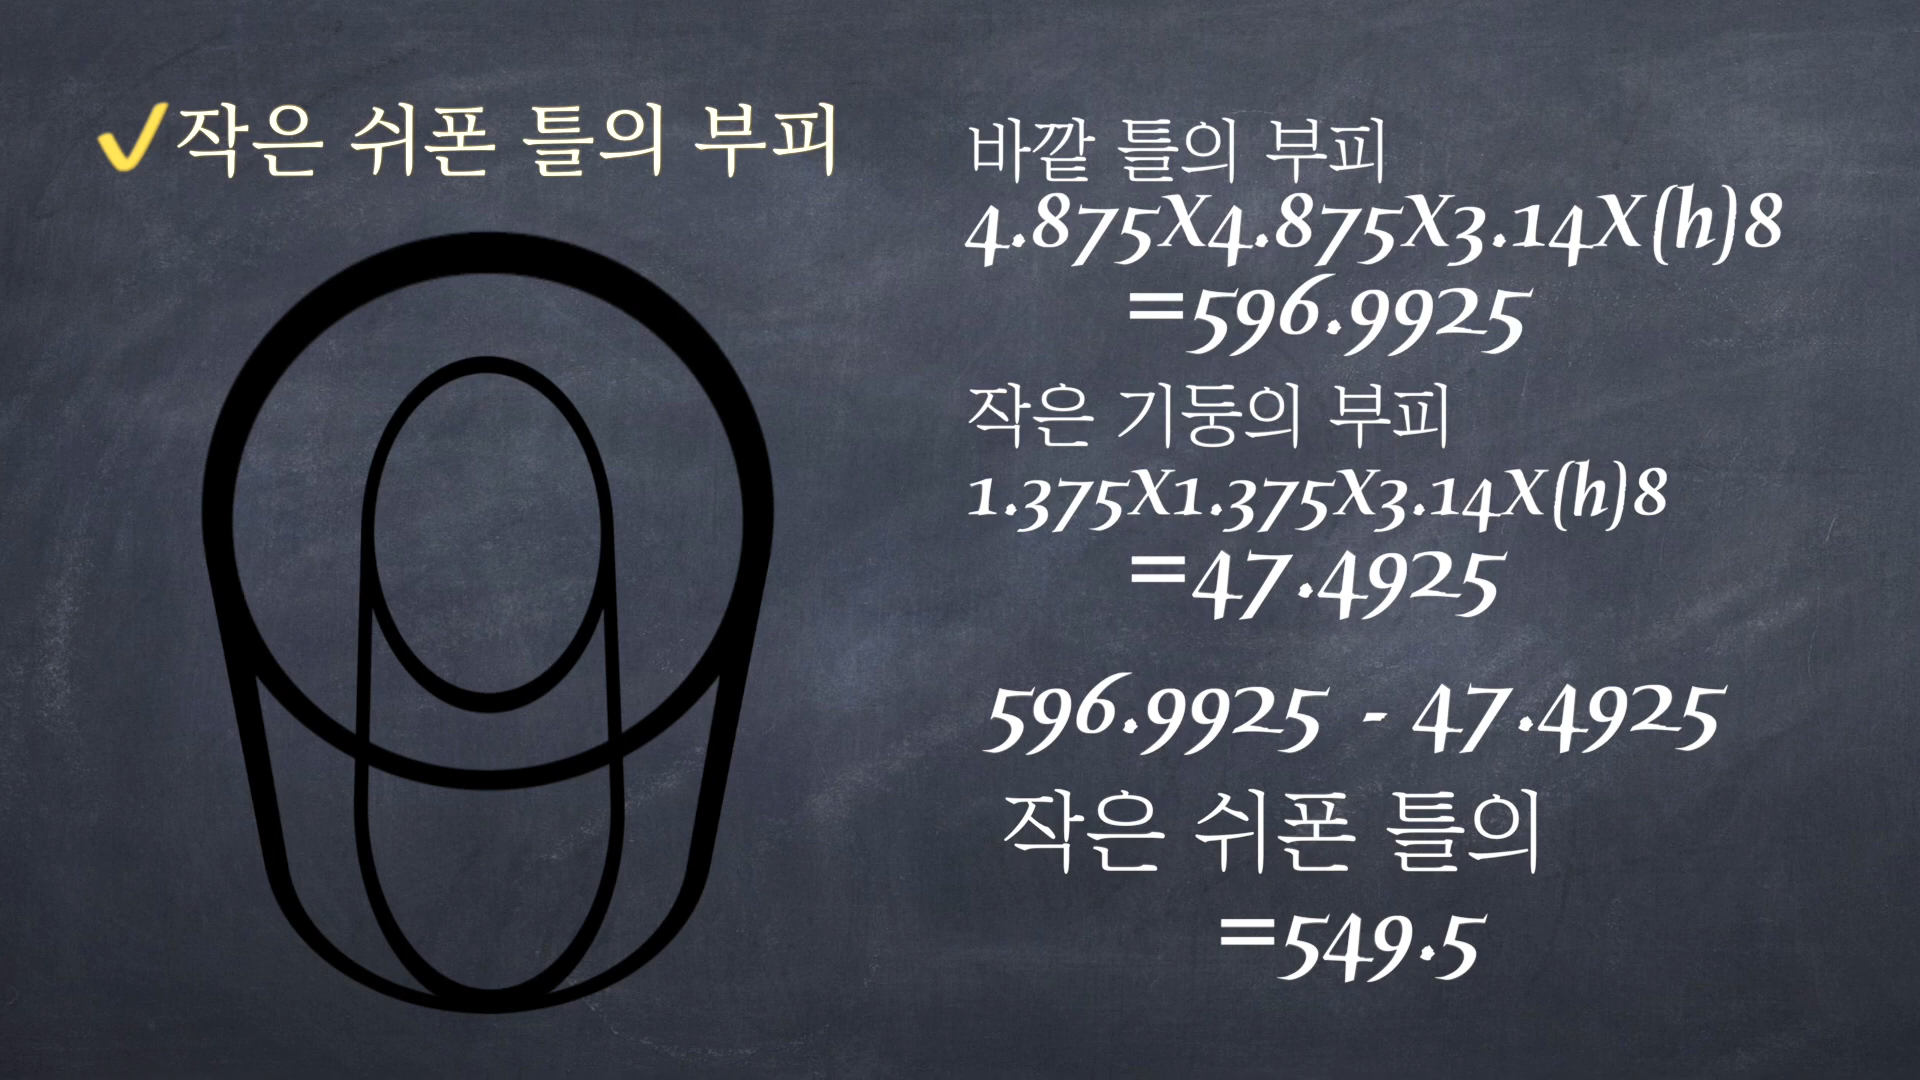 ✓작은 쉬폰 틀의 부피
바깥 틀의 부피
4.875X4.875X3.14X(h)8
=596.9925
작은 기둥의 부피
1.375X1.375X3.14X(h)8
=47.4925
596.9925 - 47.4925
작은 쉬폰 틀의
=549.5